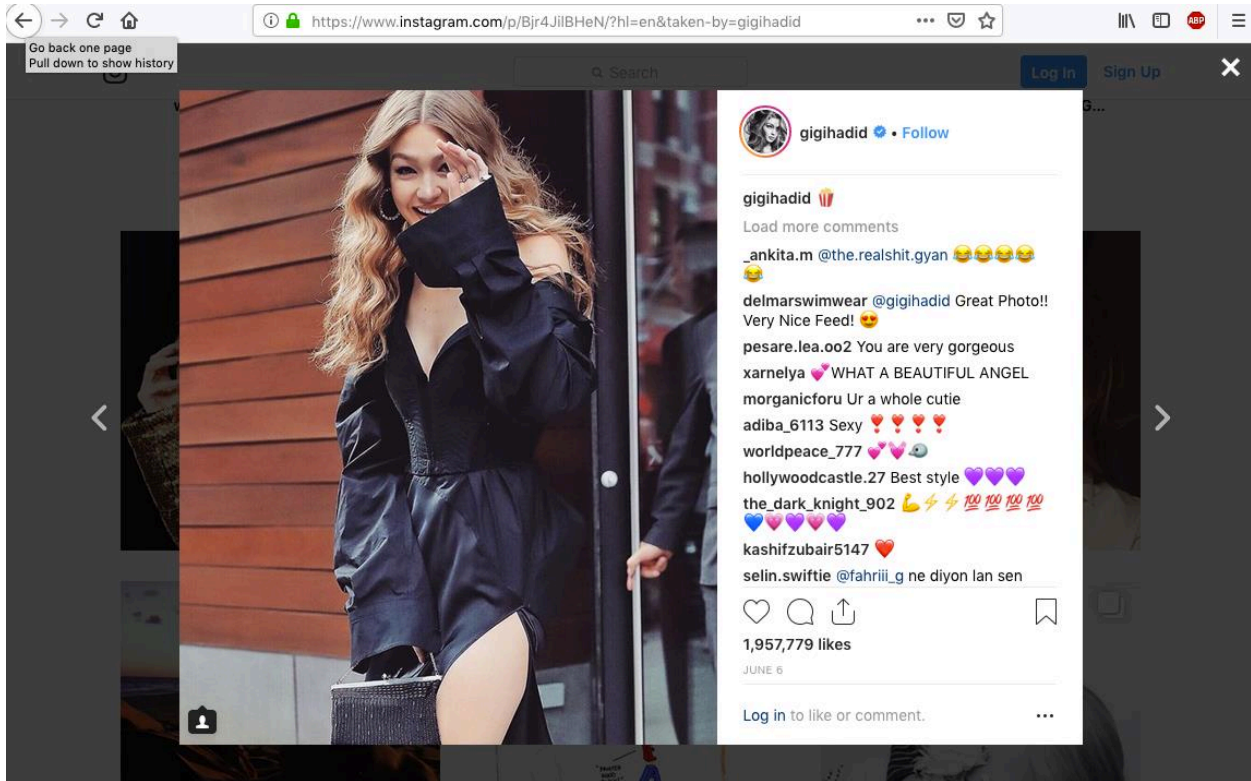 https://www.instagram.com/p/Bjr4JilBHeN/?hl=en&taken-by=gigihadid
ABP
Go back one page
Pull down to show history
Search
Log In
Sign Up
gigihadid • Follow
gigihadid 🍿
Load more comments
_ankita.m @the.realshit.gyan 😂😂😂😂
😂
delmarswimwear @gigihadid Great Photo!!
Very Nice Feed! 😍
pesare.lea.oo2 You are very gorgeous
xarnelya 💕WHAT A BEAUTIFUL ANGEL
morganicforu Ur a whole cutie
adiba_6113 Sexy ❣️❣️❣️❣️
worldpeace_777 💕💓🐦
hollywoodcastle.27 Best style 💜💜💜
the_dark_knight_902 💪⚡⚡💯💯💯💯
💙💗💜💗💜
kashifzubair5147 ❤️
selin.swiftie @fahriii_g ne diyon lan sen
1,957,779 likes
JUNE 6
Log in to like or comment.